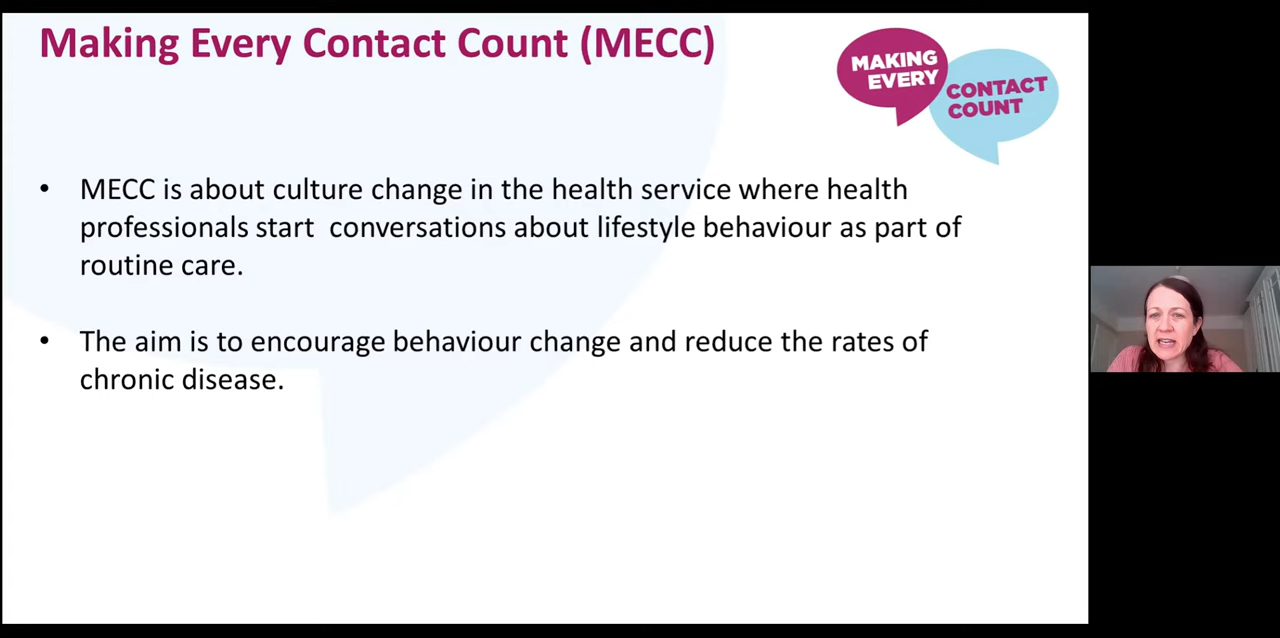 Making Every Contact Count (MECC)
MAKING
EVERY
CONTACT
COUNT
• MECC is about culture change in the health service where health
professionals start  conversations about lifestyle behaviour as part of
routine care.
• The aim is to encourage behaviour change and reduce the rates of
chronic disease.